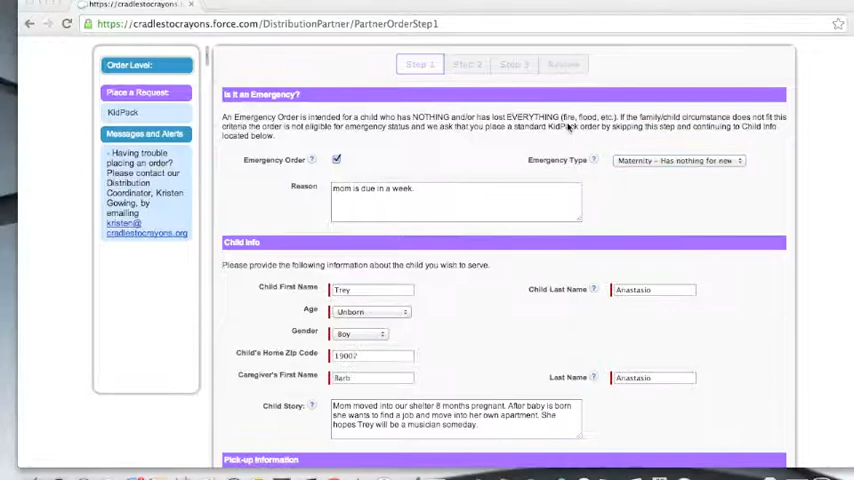 https://cradlestocrayons.force.com/DistributionPartner/PartnerOrderStep1
Order Level:
Place a Request:
KidPack
Messages and Alerts
- Having trouble
placing an order?
Please contact our
Distribution
Coordinator, Kristen
Gowing, by
emailing
kristen@
cradlestocrayons.org
Step 1
Step 2
Step 3
Review
Is it an Emergency?
An Emergency Order is intended for a child who has NOTHING and/or has lost EVERYTHING (fire, flood, etc.). If the family/child circumstance does not fit this
criteria the order is not eligible for emergency status and we ask that you place a standard KidPack order by skipping this step and continuing to Child Info
located below.
Emergency Order ?
Emergency Type ?
Maternity - Has nothing for new
Reason
mom is due in a week.
Child Info
Please provide the following information about the child you wish to serve.
Child First Name
Trey
Child Last Name ?
Anastasio
Age
Unborn
Gender
Boy
Child's Home Zip Code
19007
Caregiver's First Name
Barb
Last Name ?
Anastasio
Child Story: ?
Mom moved into our shelter 8 months pregnant. After baby is born
she wants to find a job and move into her own apartment. She
hopes Trey will be a musician someday.
Pick-up Information